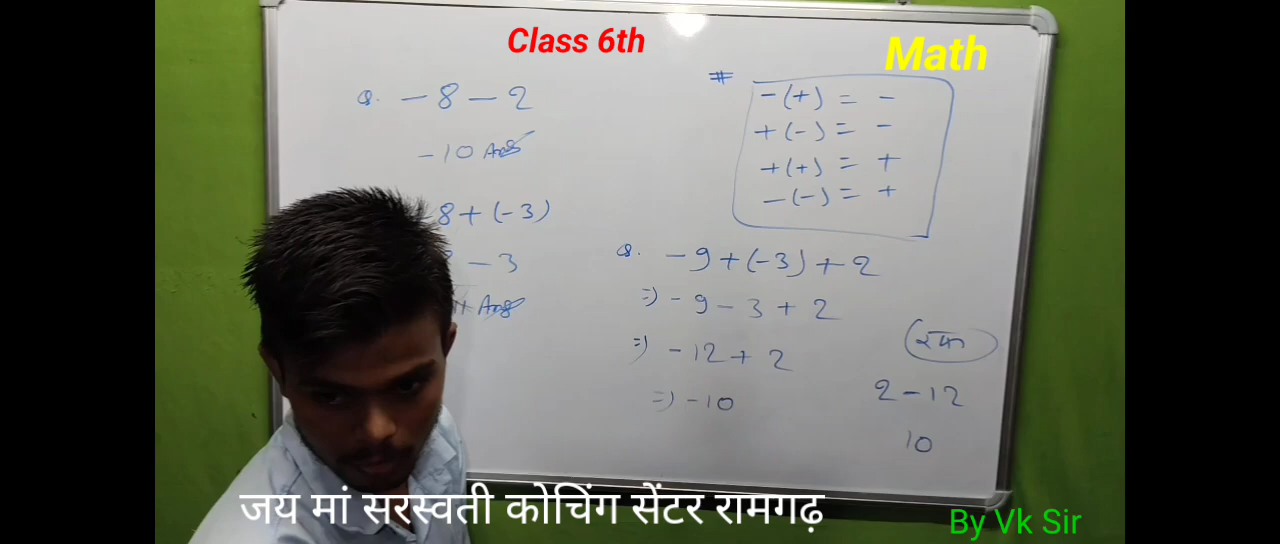 Class 6th
Math
Q. - 8 - 2
- 10 Ans
8 + (-3)
- 3
Ans
#
- (+) = -
+ (-) = -
+ (+) = +
- (-) = +
Q. - 9 + (-3) + 2
=) - 9 - 3 + 2
=) - 12 + 2
=) - 10
2 - 12
10
जय मां सरस्वती कोचिंग सेंटर रामगढ़
By Vk Sir